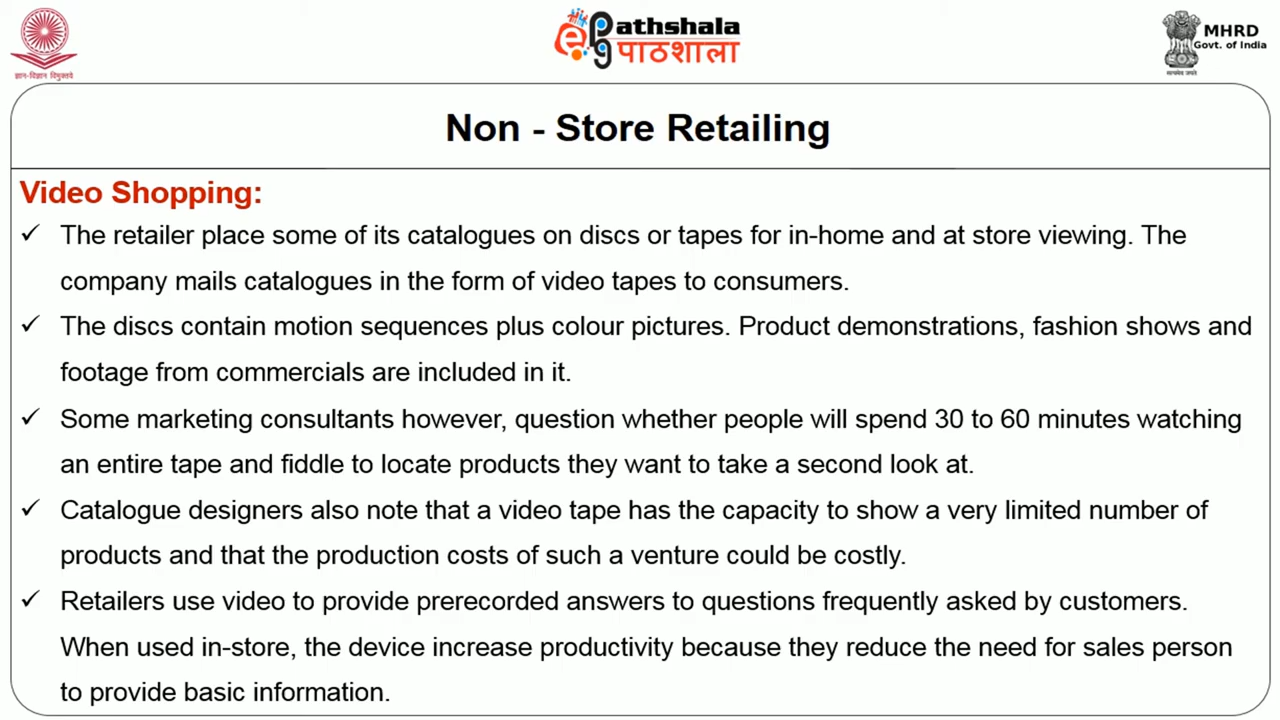 ज्ञान-विज्ञान विमुक्तये
Pathshala
पाठशाला
MHRD
Govt. of India
सत्यमेव जयते
Non - Store Retailing
Video Shopping:
✓ The retailer place some of its catalogues on discs or tapes for in-home and at store viewing. The
company mails catalogues in the form of video tapes to consumers.
✓ The discs contain motion sequences plus colour pictures. Product demonstrations, fashion shows and
footage from commercials are included in it.
✓ Some marketing consultants however, question whether people will spend 30 to 60 minutes watching
an entire tape and fiddle to locate products they want to take a second look at.
✓ Catalogue designers also note that a video tape has the capacity to show a very limited number of
products and that the production costs of such a venture could be costly.
✓ Retailers use video to provide prerecorded answers to questions frequently asked by customers.
When used in-store, the device increase productivity because they reduce the need for sales person
to provide basic information.